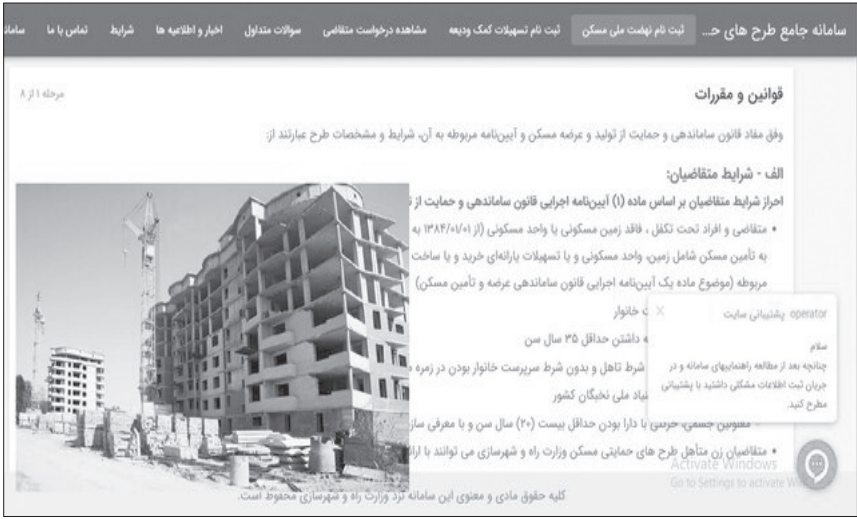 سامانه جامع طرح های حـ...
ثبت نام نهضت ملی مسکن
ثبت نام تسهیلات کمک ودیعه
مشاهده درخواست متقاضی
سوالات متداول
اخبار و اطلاعیه ها
شرایط
تماس با ما
قوانین و مقررات
مرحله ۱ از ۸
وفق مفاد قانون ساماندهی و حمایت از تولید و عرضه مسکن و آیین‌نامه مربوطه به آن، شرایط و مشخصات طرح عبارتند از:
الف - شرایط متقاضیان:
احراز شرایط متقاضیان بر اساس ماده (۱) آیین‌نامه اجرایی قانون ساماندهی و حمایت از
• متقاضی و افراد تحت تکفل ، فاقد زمین مسکونی یا واحد مسکونی (از ۱۳۸۴/۰۱/۰۱ به
به تأمین مسکن شامل زمین، واحد مسکونی و یا تسهیلات یارانه‌ای خرید و یا ساخت
مربوطه (موضوع ماده یک آیین‌نامه اجرایی قانون ساماندهی عرضه و تأمین مسکن)
خانوار
داشتن حداقل ۳۵ سال سن
شرط تاهل و بدون شرط سرپرست خانوار بودن در زمره
ملی نخبگان کشور
operator پشتیبانی سایت
سلام
چنانچه بعد از مطالعه راهنماییهای سامانه و در
جریان ثبت اطلاعات مشکلی داشتید با پشتیبانی
مطرح کنید.
- معلولین جسمی، حرکتی با دارا بودن حداقل بیست (۲۰) سال سن و با معرفی
• متقاضیان زن متأهل طرح های حمایتی مسکن وزارت راه و شهرسازی می توانند با
Activate Windows
Go to Settings to activate
کلیه حقوق مادی و معنوی این سامانه نزد وزارت راه و شهرسازی محفوظ است.